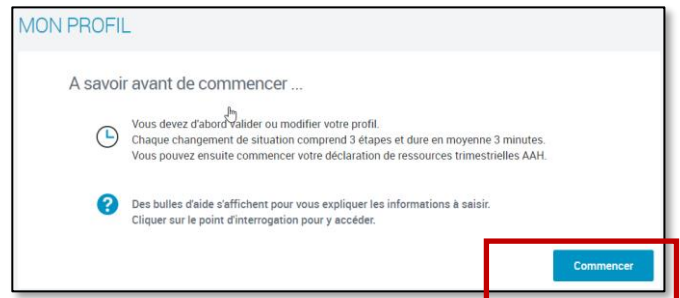 MON PROFIL
A savoir avant de commencer ...
Vous devez d'abord valider ou modifier votre profil.
Chaque changement de situation comprend 3 étapes et dure en moyenne 3 minutes.
Vous pouvez ensuite commencer votre déclaration de ressources trimestrielles AAH.
?
Des bulles d'aide s'affichent pour vous expliquer les informations à saisir.
Cliquer sur le point d'interrogation pour y accéder.
Commencer